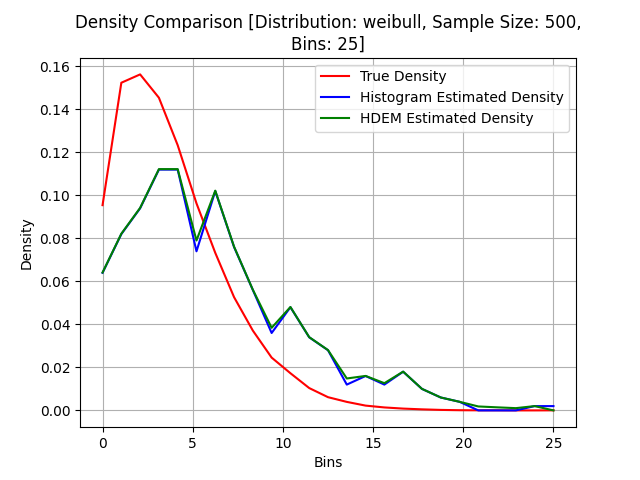 Density Comparison [Distribution: weibull, Sample Size: 500,
Bins: 25]
True Density
Histogram Estimated Density
HDEM Estimated Density
Density
0.16
0.14
0.12
0.10
0.08
0.06
0.04
0.02
0.00
0 5 10 15 20 25
Bins